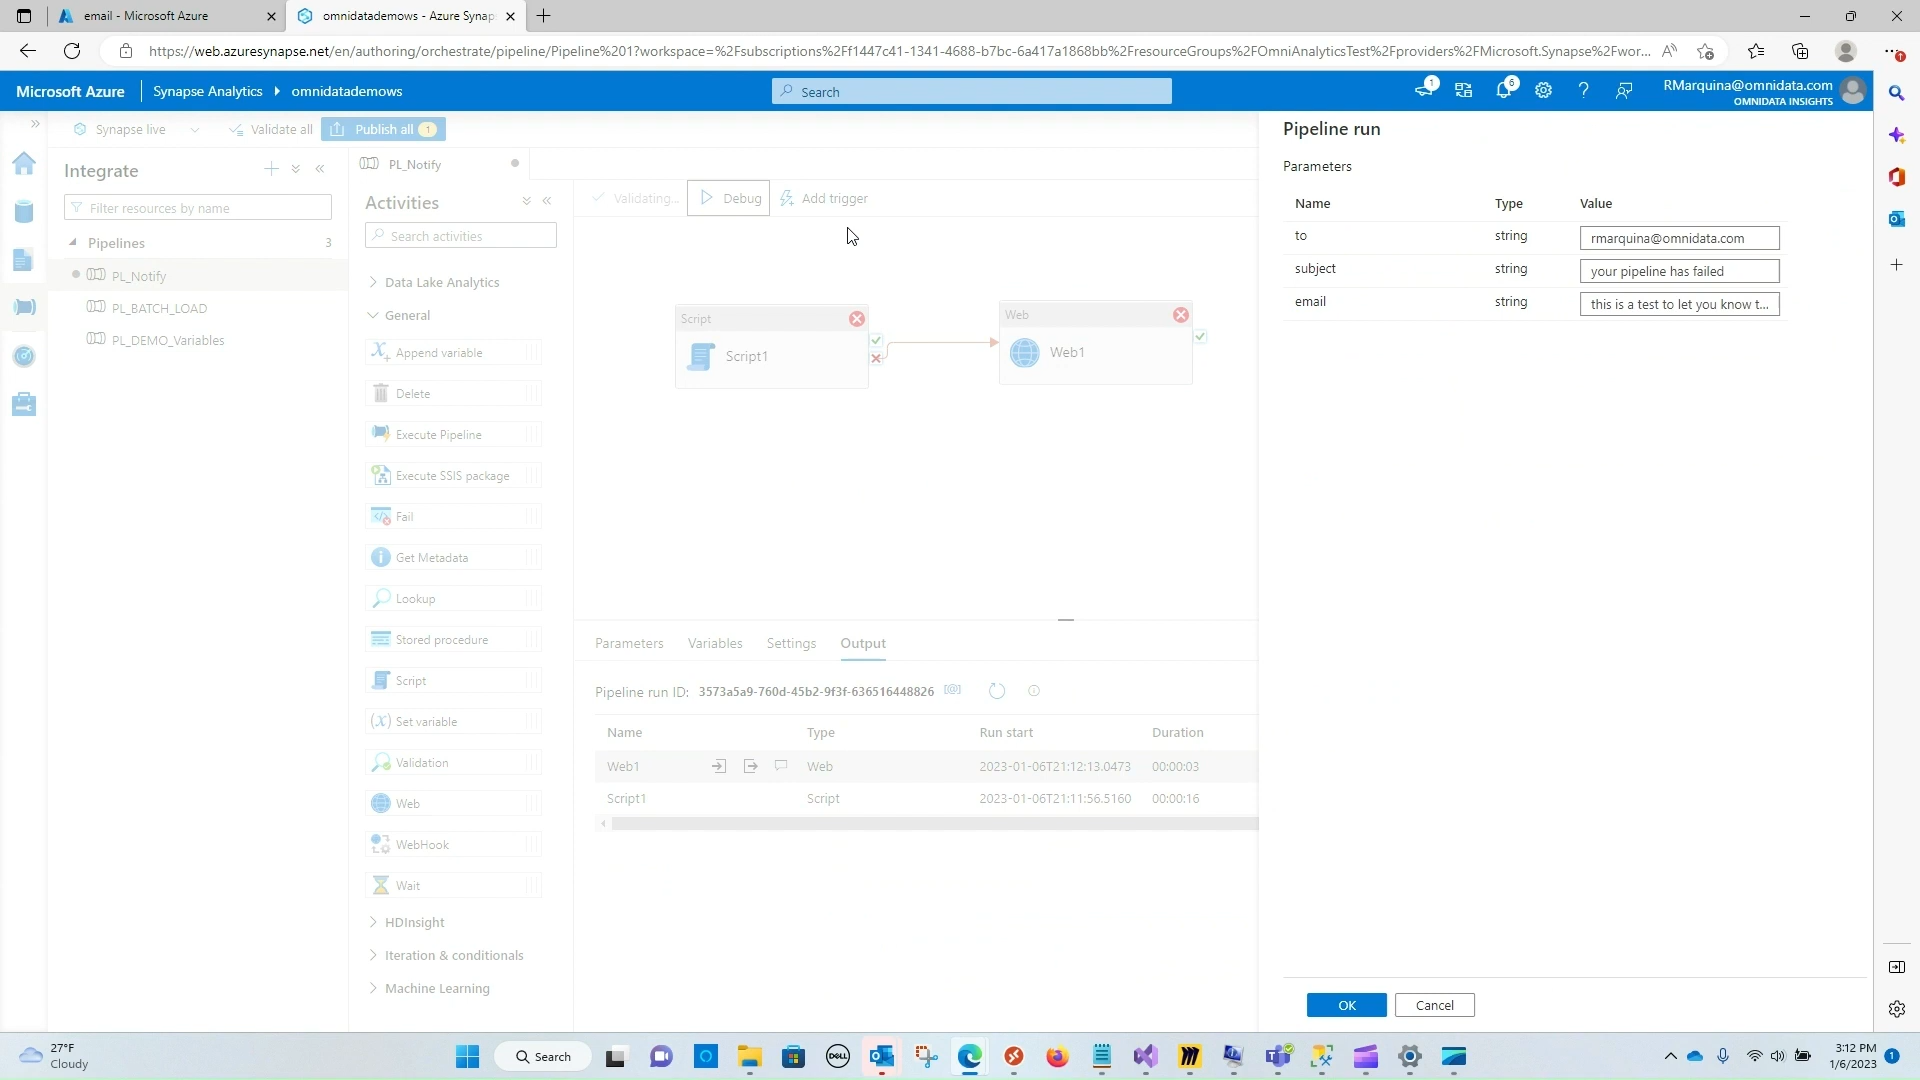 email - Microsoft Azure
omnidatademows - Azure Synap
https://web.azuresynapse.net/en/authoring/orchestrate/pipeline/Pipeline%201?workspace=%2Fsubscriptions%2Ff1447c41-1341-4688-b7bc-6a417a1868bb%2FresourceGroups%2FOmniAnalyticsTest%2Fproviders%2FMicrosoft.Synapse%2Fwor...
Microsoft Azure
Synapse Analytics
omnidatademows
Search
1
6
RMarquina@omnidata.com
OMNIDATA INSIGHTS
Synapse live
Validate all
Publish all 1
Integrate
Filter resources by name
Pipelines 3
PL_Notify
PL_BATCH_LOAD
PL_DEMO_Variables
PL_Notify
Activities
Search activities
Data Lake Analytics
General
Append variable
Delete
Execute Pipeline
Execute SSIS package
Fail
Get Metadata
Lookup
Stored procedure
Script
Set variable
Validation
Web
WebHook
Wait
HDInsight
Iteration & conditionals
Machine Learning
Validating...
Debug
Add trigger
Script
Script1
Web
Web1
Parameters Variables Settings Output
Pipeline run ID: 3573a5a9-760d-45b2-9f3f-636516448826
Name Type Run start Duration
Web1 Web 2023-01-06T21:12:13.0473 00:00:03
Script1 Script 2023-01-06T21:11:56.5160 00:00:16
Pipeline run
Parameters
Name Type Value
to string rmarquina@omnidata.com
subject string your pipeline has failed
email string this is a test to let you know t...
OK
Cancel
27°F
Cloudy
Search
DELL
3:12 PM
1/6/2023
1